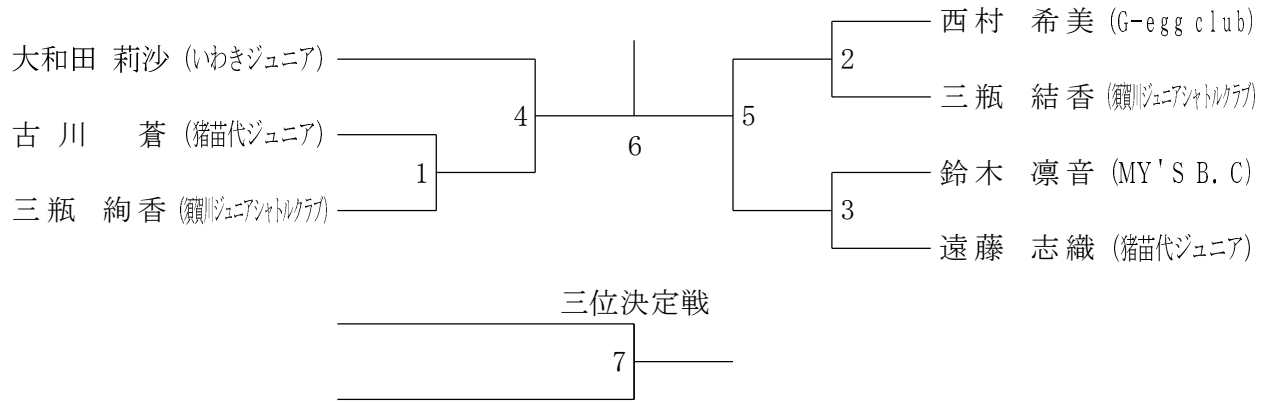 大和田 莉沙 (いわきジュニア)
古川 蒼 (猪苗代ジュニア)
三瓶 絢香 (須賀川ジュニアシャトルクラブ)
1
4
6
5
2
3
西村 希美 (G-egg club)
三瓶 結香 (須賀川ジュニアシャトルクラブ)
鈴木 凛音 (MY'S B.C)
遠藤 志織 (猪苗代ジュニア)
三位決定戦
7